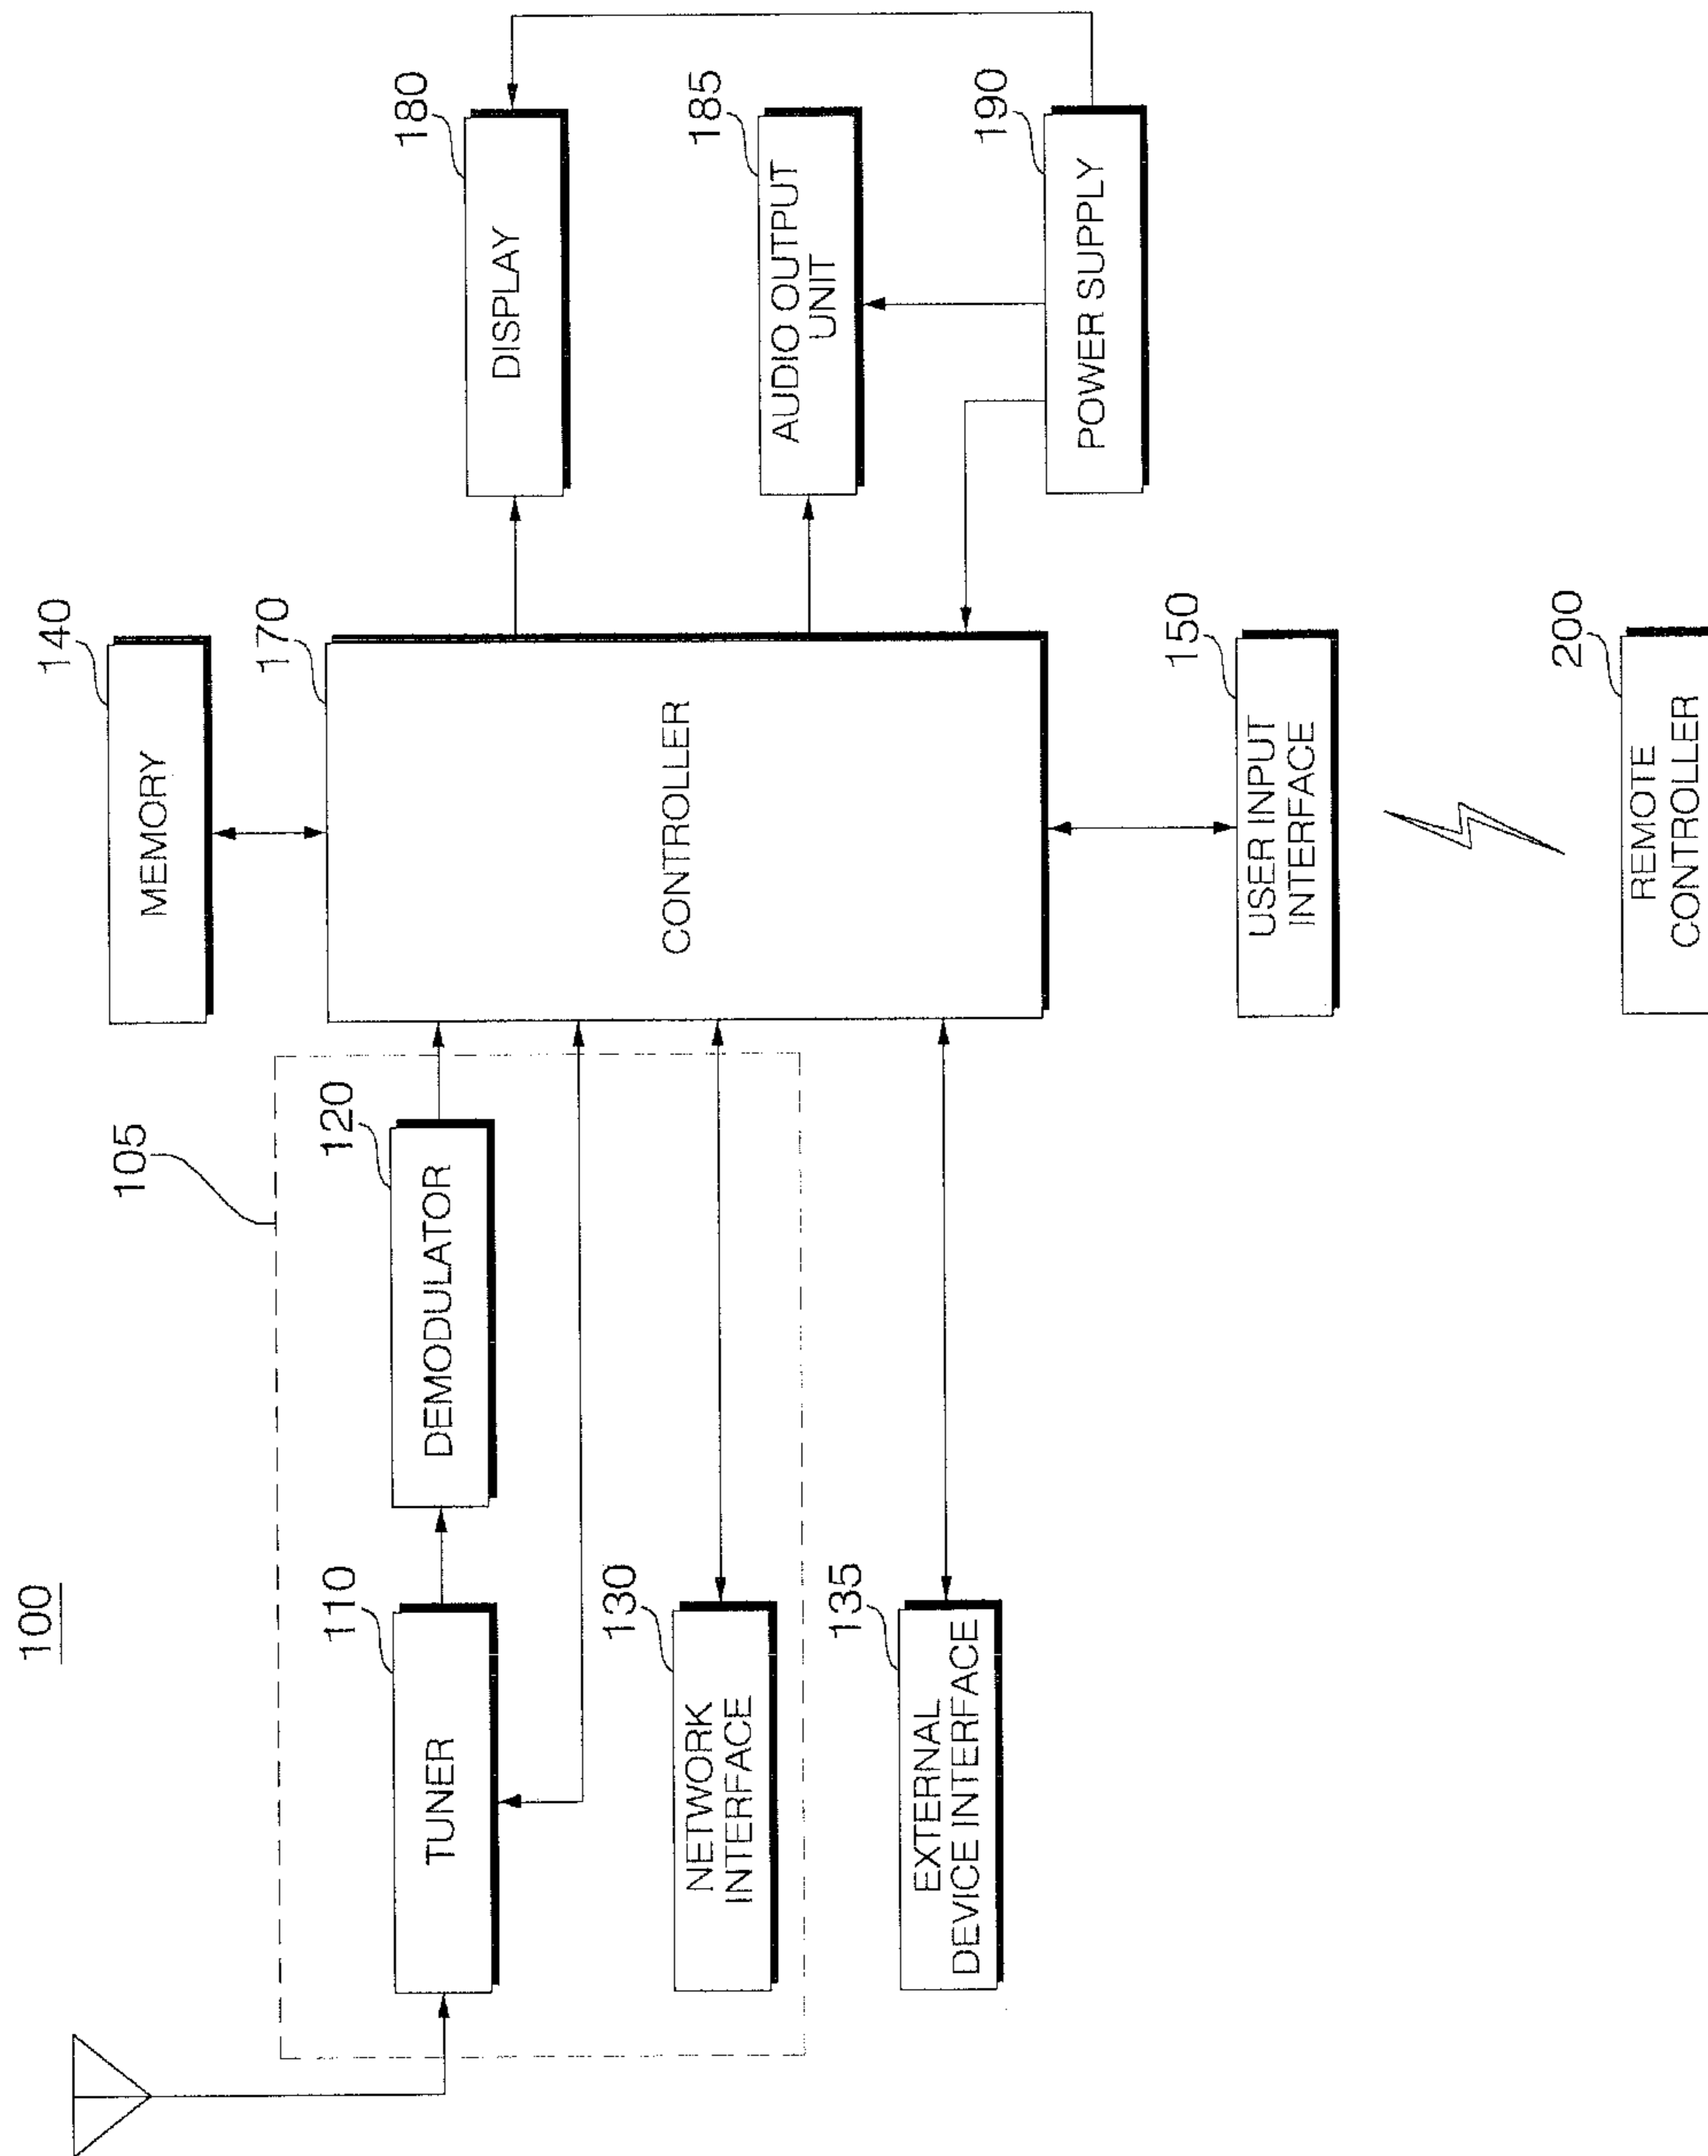 100
105
140
MEMORY
110
TUNER
120
DEMODULATOR
170
CONTROLLER
180
DISPLAY
130
NETWORK
INTERFACE
185
AUDIO OUTPUT
UNIT
135
EXTERNAL
DEVICE INTERFACE
190
POWER SUPPLY
150
USER INPUT
INTERFACE
200
REMOTE
CONTROLLER